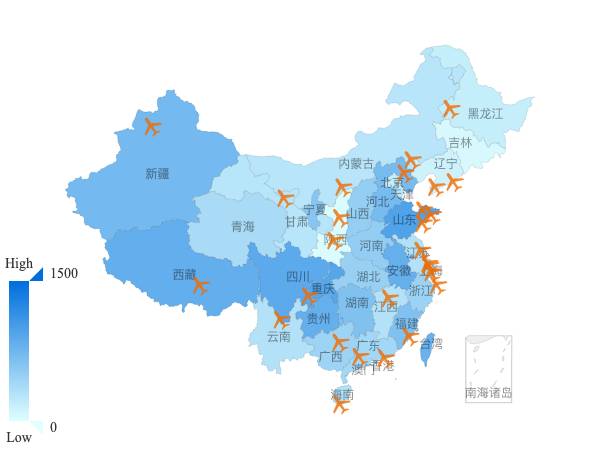 黑龙江
吉林
辽宁
内蒙古
新疆
北京
天津
河北
宁夏
山西
山东
青海
甘肃
陕西
河南
江苏
上海
西藏
四川
重庆
湖北
安徽
浙江
湖南
江西
贵州
福建
云南
广西
广东
台湾
澳门
香港
海南
南海诸岛
High
1500
0
Low